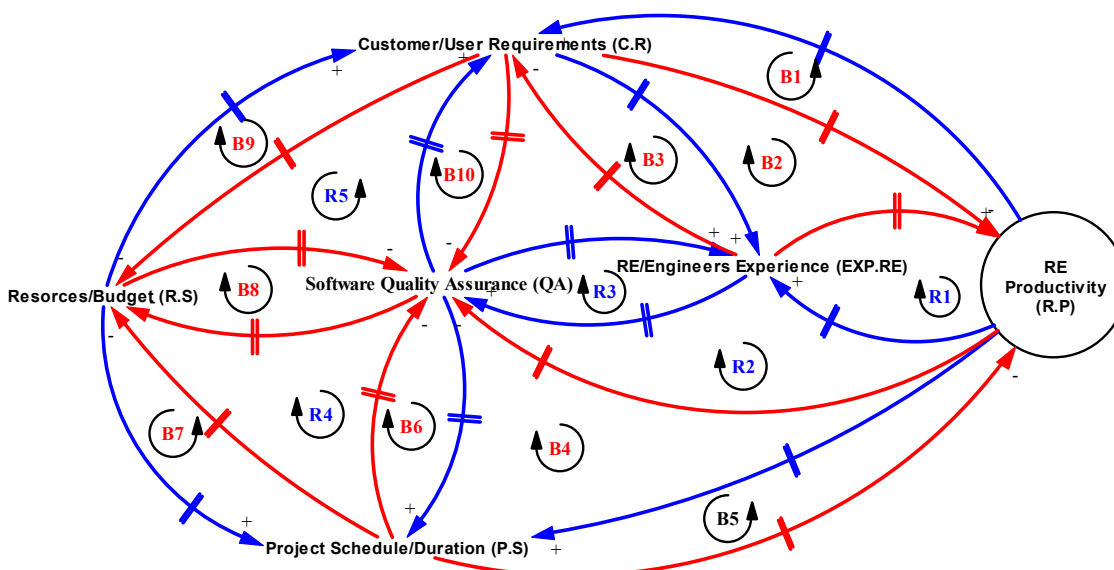 Customer/User Requirements (C.R)
+
+
+
-
B1
B9
B10
B3
B2
R5
+
-
+
+
-
-
-
RE/Engineers Experience (EXP.RE)
RE
Productivity
(R.P)
Resorces/Budget (R.S)
B8
Software Quality Assurance (QA)
+
R3
+
R1
-
-
-
R2
-
B7
R4
B6
B4
+
+
B5
+
Project Schedule/Duration (P.S)